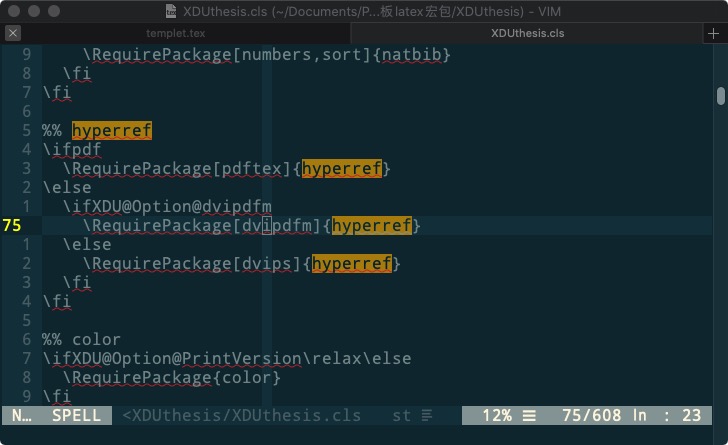 XDUthesis.cls (~/Documents/P...板latex宏包/XDUthesis) - VIM
templet.tex XDUthesis.cls
9 \RequirePackage[numbers,sort]{natbib}
8 \fi
7 \fi
6
5 %% hyperref
4 \ifpdf
3 \RequirePackage[pdftex]{hyperref}
2 \else
1 \ifXDU@Option@dvipdfm
75 \RequirePackage[dvipdfm]{hyperref}
1 \else
2 \RequirePackage[dvips]{hyperref}
3 \fi
4 \fi
5
6 %% color
7 \ifXDU@Option@PrintVersion\relax\else
8 \RequirePackage{color}
9 \fi
N… SPELL <XDUthesis/XDUthesis.cls st 12% ☰ 75/608 ln : 23